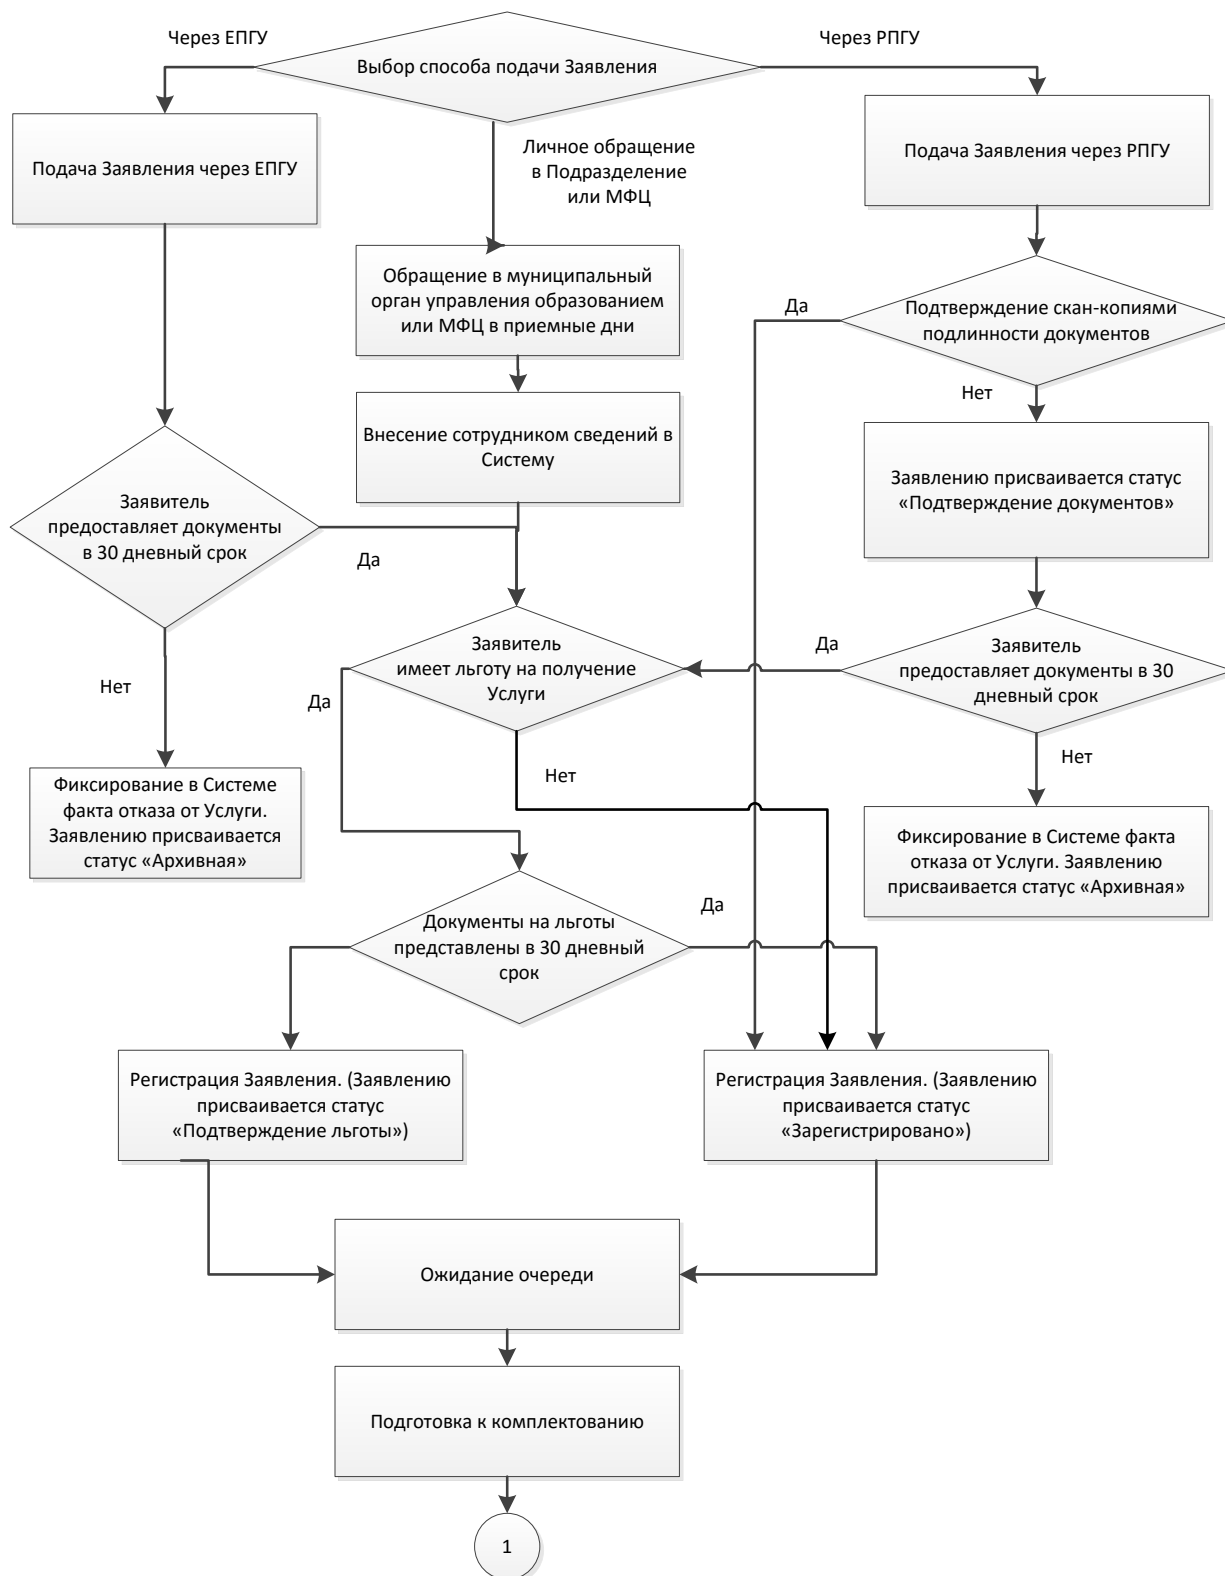 Через ЕПГУ
Через РПГУ
Выбор способа подачи Заявления
Подача Заявления через ЕПГУ
Личное обращение
в Подразделение
или МФЦ
Подача Заявления через РПГУ
Обращение в муниципальный
орган управления образованием
или МФЦ в приемные дни
Да
Подтверждение скан-копиями
подлинности документов
Нет
Внесение сотрудником сведений в
Систему
Заявлению присваивается статус
«Подтверждение документов»
Заявитель
предоставляет документы
в 30 дневный срок
Да
Заявитель
имеет льготу на получение
Услуги
Да
Заявитель
предоставляет документы в 30
дневный срок
Нет
Да
Нет
Нет
Фиксирование в Системе
факта отказа от Услуги.
Заявлению присваивается
статус «Архивная»
Фиксирование в Системе факта
отказа от Услуги. Заявлению
присваивается статус «Архивная»
Документы на льготы
представлены в 30 дневный
срок
Да
Регистрация Заявления. (Заявлению
присваивается статус
«Подтверждение льготы»)
Регистрация Заявления. (Заявлению
присваивается статус
«Зарегистрировано»)
Ожидание очереди
Подготовка к комплектованию
1